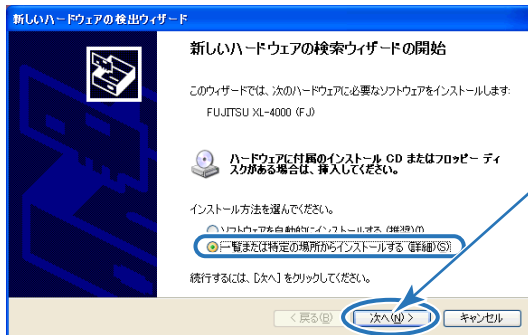 新しいハードウェアの検出ウィザード
新しいハードウェアの検索ウィザードの開始
このウィザードでは、次のハードウェアに必要なソフトウェアをインストールします:
FUJITSU XL-4000 (FJ)
ハードウェアに付属のインストール CD またはフロッピー ディ
スクがある場合は、挿入してください。
インストール方法を選んでください。
ソフトウェアを自動的にインストールする (推奨)(I)
一覧または特定の場所からインストールする (詳細)(S)
続行するには、[次へ] をクリックしてください。
< 戻る(B) 次へ(N) > キャンセル